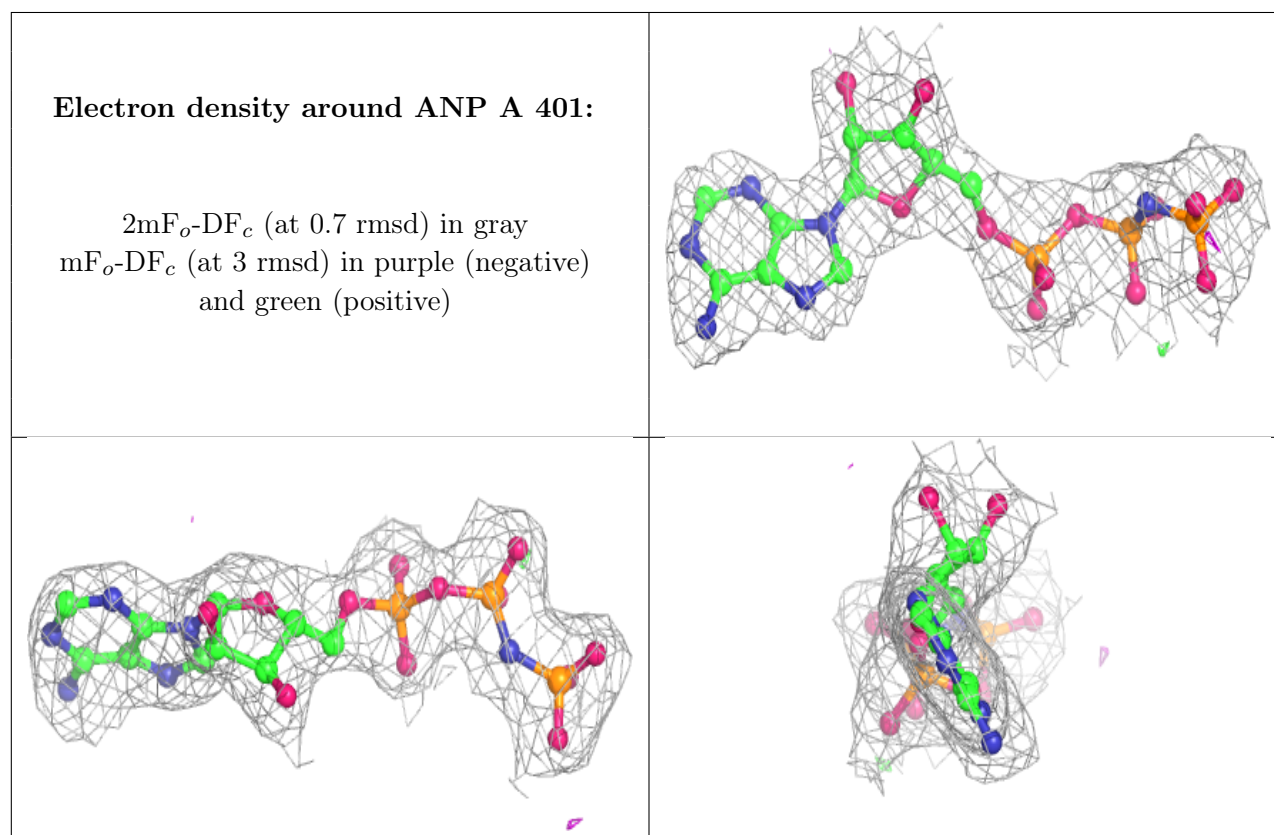 Electron density around ANP A 401:
2mFo-DFc (at 0.7 rmsd) in gray
mFo-DFc (at 3 rmsd) in purple (negative)
and green (positive)